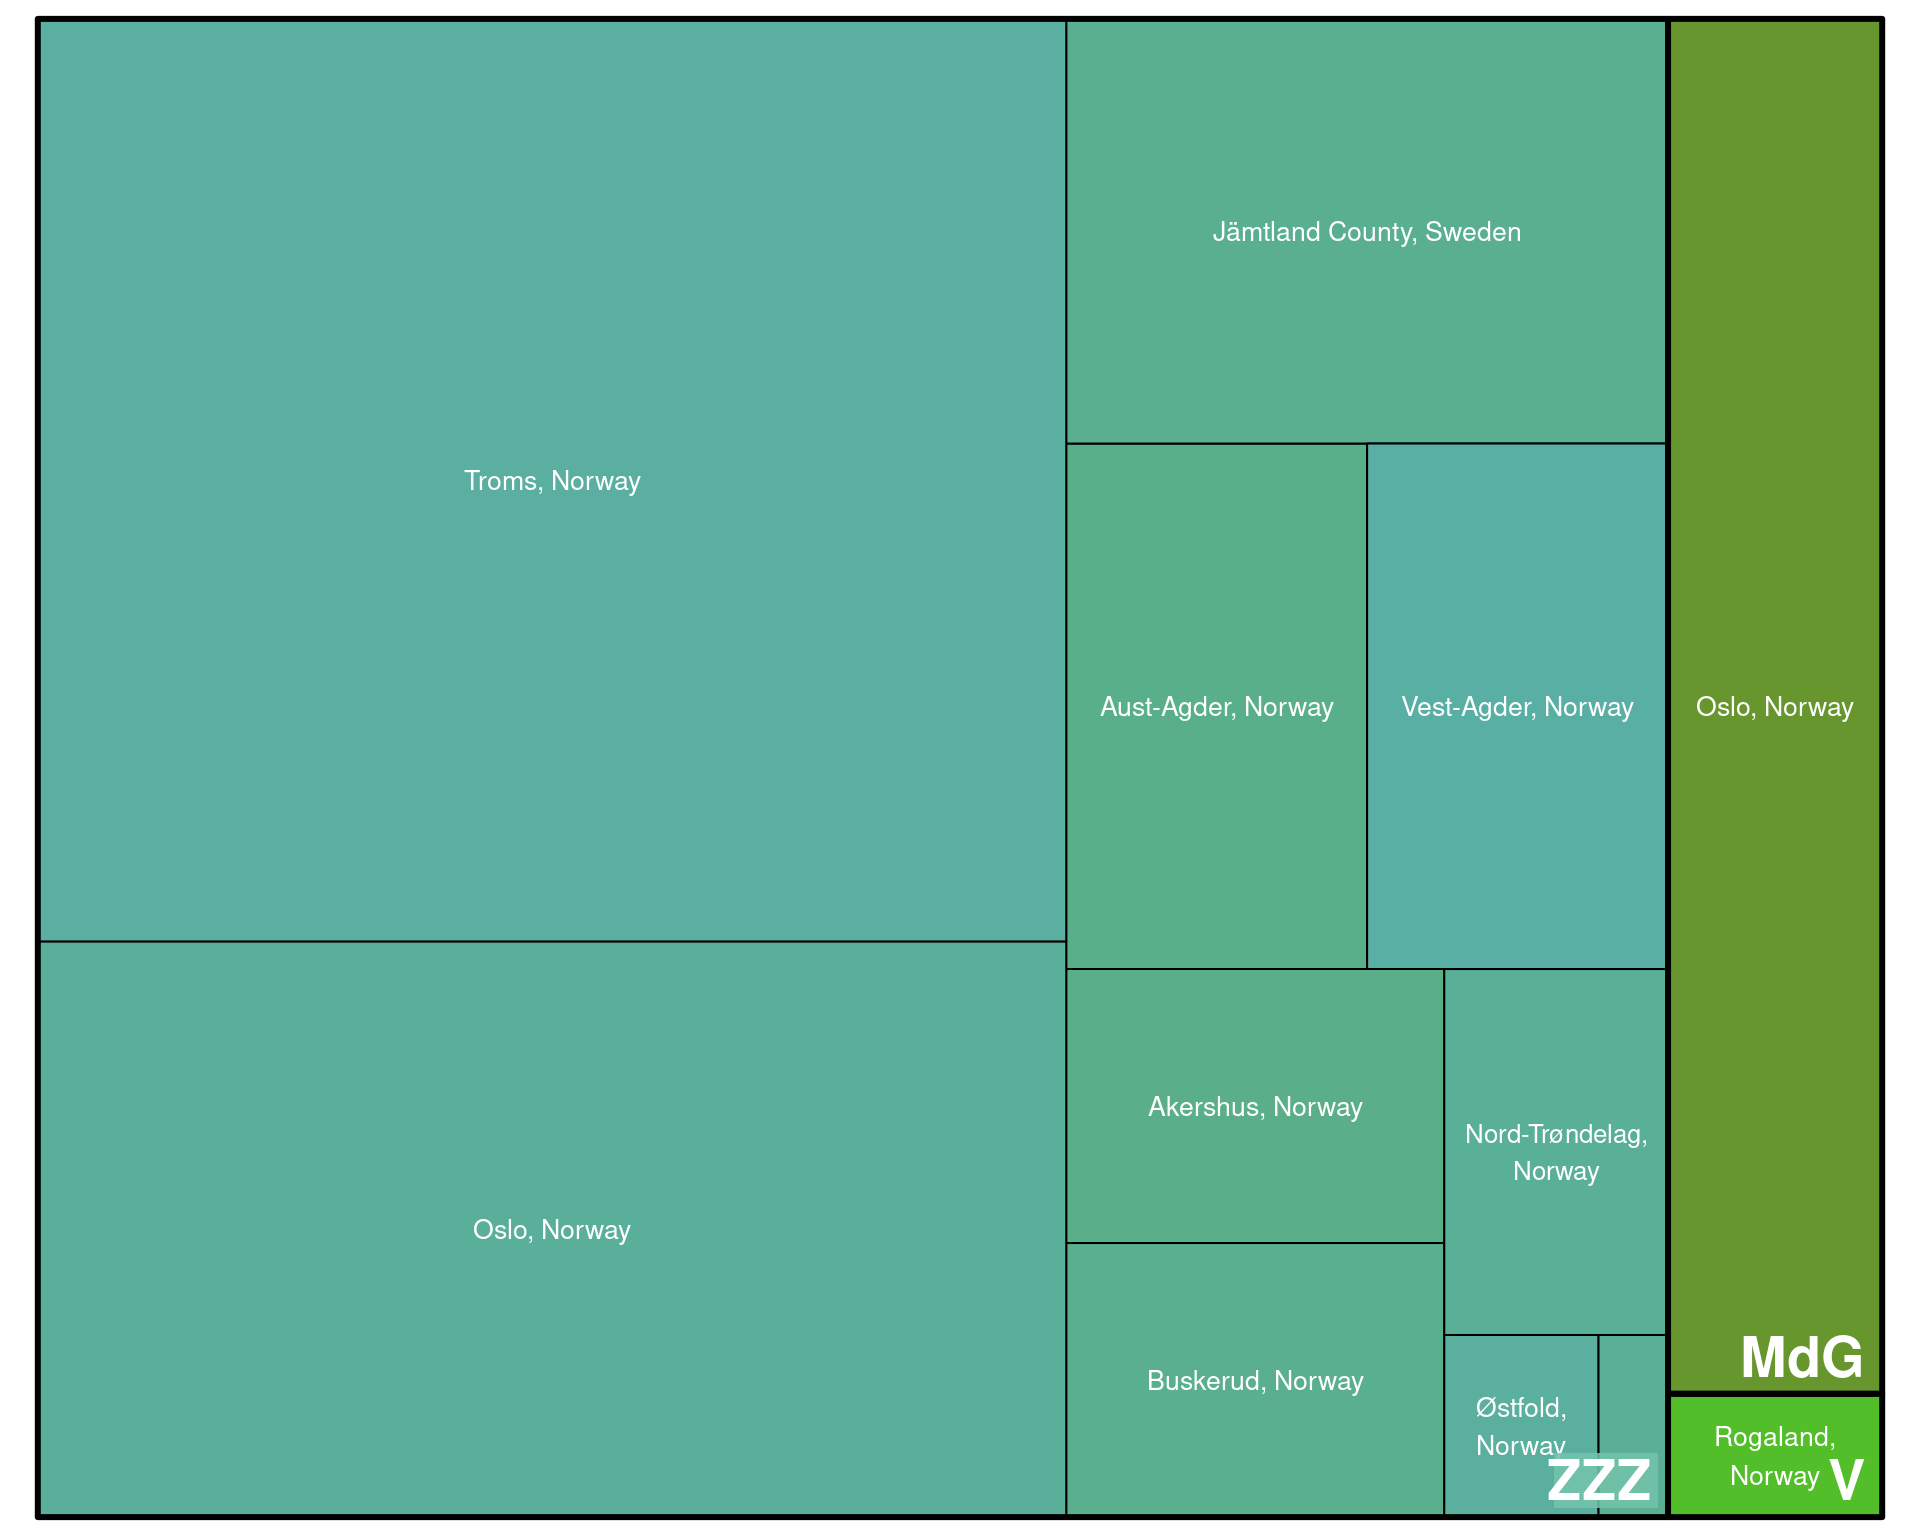 Troms, Norway
Oslo, Norway
Jämtland County, Sweden
Aust-Agder, Norway
Vest-Agder, Norway
Akershus, Norway
Buskerud, Norway
Nord-Trøndelag,
Norway
Østfold,
Norway
ZZZ
Oslo, Norway
MdG
Rogaland,
Norway
V